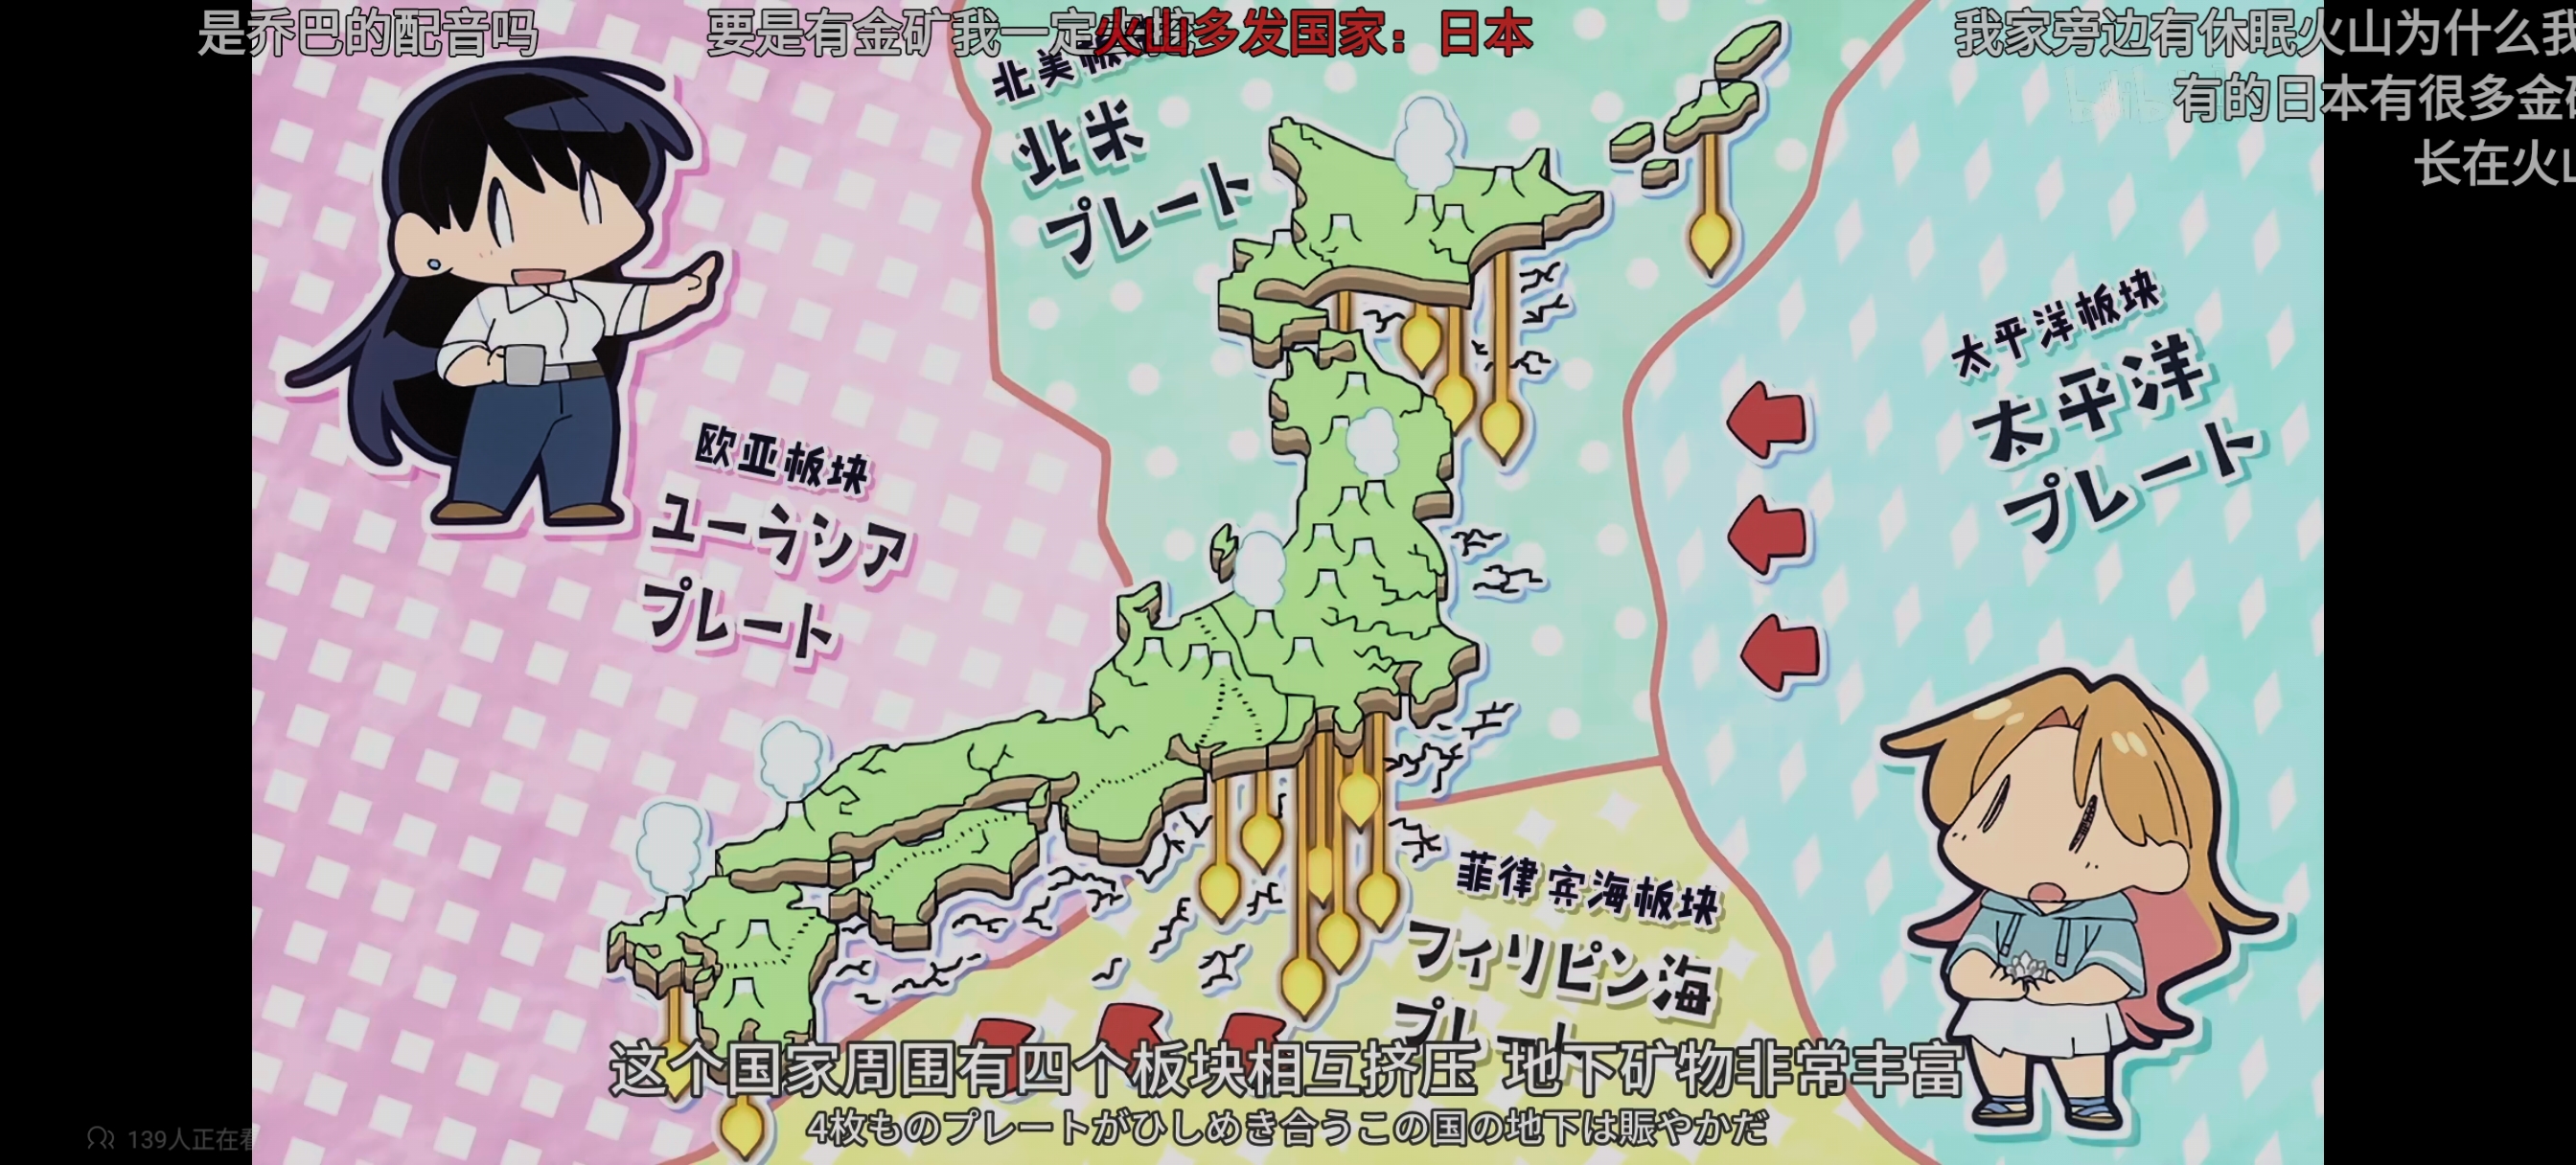 是乔巴的配音吗
要是有金矿我一定
火山多发国家：日本
我家旁边有休眠火山为什么我
有的日本有很多金矿
长在火山
北美板块
北米
プレート
太平洋板块
太平洋
プレート
欧亚板块
ユーラシア
プレート
菲律宾海板块
フィリピン海
プレート
这个国家周围有四个板块相互挤压 地下矿物非常丰富
4枚ものプレートがひしめき合うこの国の地下は賑やかだ
139人正在看